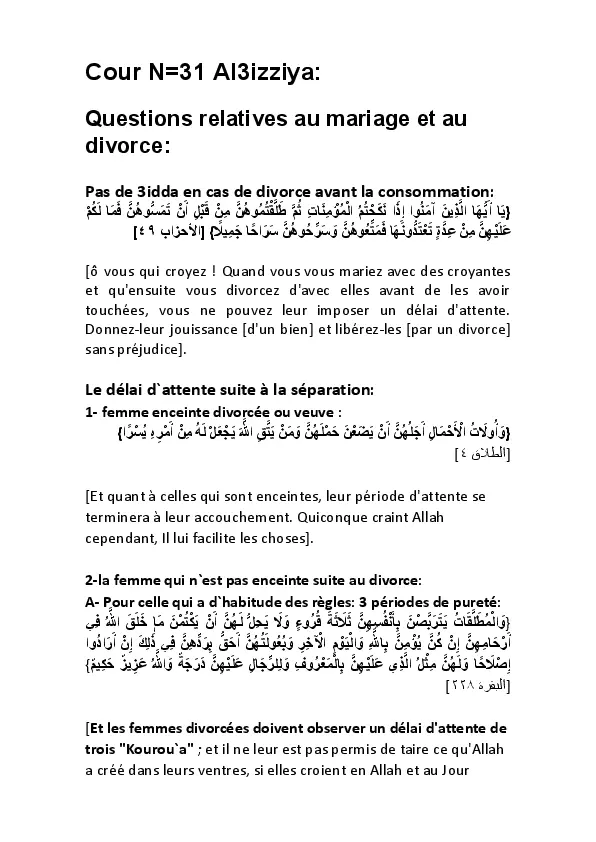 Cour N=31 Al3izziya:
Questions relatives au mariage et au
divorce:
Pas de 3idda en cas de divorce avant la consommation:
{يَا أَيُّهَا الَّذِينَ آمَنُوا إِذَا نَكَحْتُمُ الْمُؤْمِنَاتِ ثُمَّ طَلَّقْتُمُوهُنَّ مِنْ قَبْلِ أَنْ تَمَسُّوهُنَّ فَمَا لَكُمْ
عَلَيْهِنَّ مِنْ عِدَّةٍ تَعْتَدُّونَهَا فَمَتِّعُوهُنَّ وَسَرِّحُوهُنَّ سَرَاحًا جَمِيلًا} [الأحزاب ٤٩]
[ô vous qui croyez ! Quand vous vous mariez avec des croyantes
et qu'ensuite vous divorcez d'avec elles avant de les avoir
touchées, vous ne pouvez leur imposer un délai d'attente.
Donnez-leur jouissance [d'un bien] et libérez-les [par un divorce]
sans préjudice].
Le délai d`attente suite à la séparation:
1- femme enceinte divorcée ou veuve :
{وَأُولَاتُ الْأَحْمَالِ أَجَلُهُنَّ أَنْ يَضَعْنَ حَمْلَهُنَّ وَمَنْ يَتَّقِ اللَّهَ يَجْعَلْ لَهُ مِنْ أَمْرِهِ يُسْرًا}
[الطلاق ٤]
[Et quant à celles qui sont enceintes, leur période d'attente se
terminera à leur accouchement. Quiconque craint Allah
cependant, Il lui facilite les choses].
2-la femme qui n`est pas enceinte suite au divorce:
A- Pour celle qui a d`habitude des règles: 3 périodes de pureté:
{وَالْمُطَلَّقَاتُ يَتَرَبَّصْنَ بِأَنْفُسِهِنَّ ثَلَاثَةَ قُرُوءٍ وَلَا يَحِلُّ لَهُنَّ أَنْ يَكْتُمْنَ مَا خَلَقَ اللَّهُ فِي
أَرْحَامِهِنَّ إِنْ كُنَّ يُؤْمِنَّ بِاللَّهِ وَالْيَوْمِ الْآخِرِ وَبُعُولَتُهُنَّ أَحَقُّ بِرَدِّهِنَّ فِي ذَلِكَ إِنْ أَرَادُوا
إِصْلَاحًا وَلَهُنَّ مِثْلُ الَّذِي عَلَيْهِنَّ بِالْمَعْرُوفِ وَلِلرِّجَالِ عَلَيْهِنَّ دَرَجَةٌ وَاللَّهُ عَزِيزٌ حَكِيمٌ}
[البقرة ٢٢٨]
[Et les femmes divorcées doivent observer un délai d'attente de
trois "Kourou`a" ; et il ne leur est pas permis de taire ce qu'Allah
a créé dans leurs ventres, si elles croient en Allah et au Jour